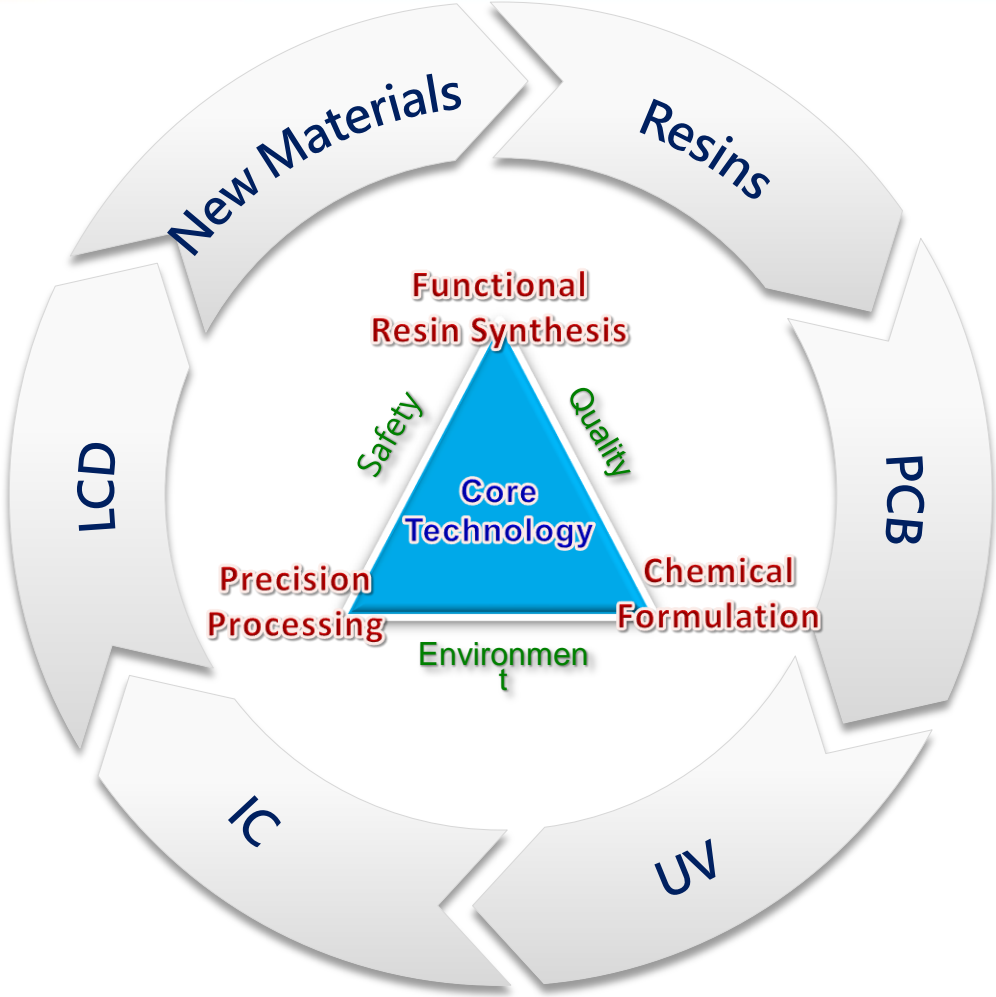 New Materials
Resins
Functional
Resin Synthesis
Safety
Quality
LCD
PCB
Core
Technology
Precision
Processing
Chemical
Formulation
Environmen
t
IC
UV